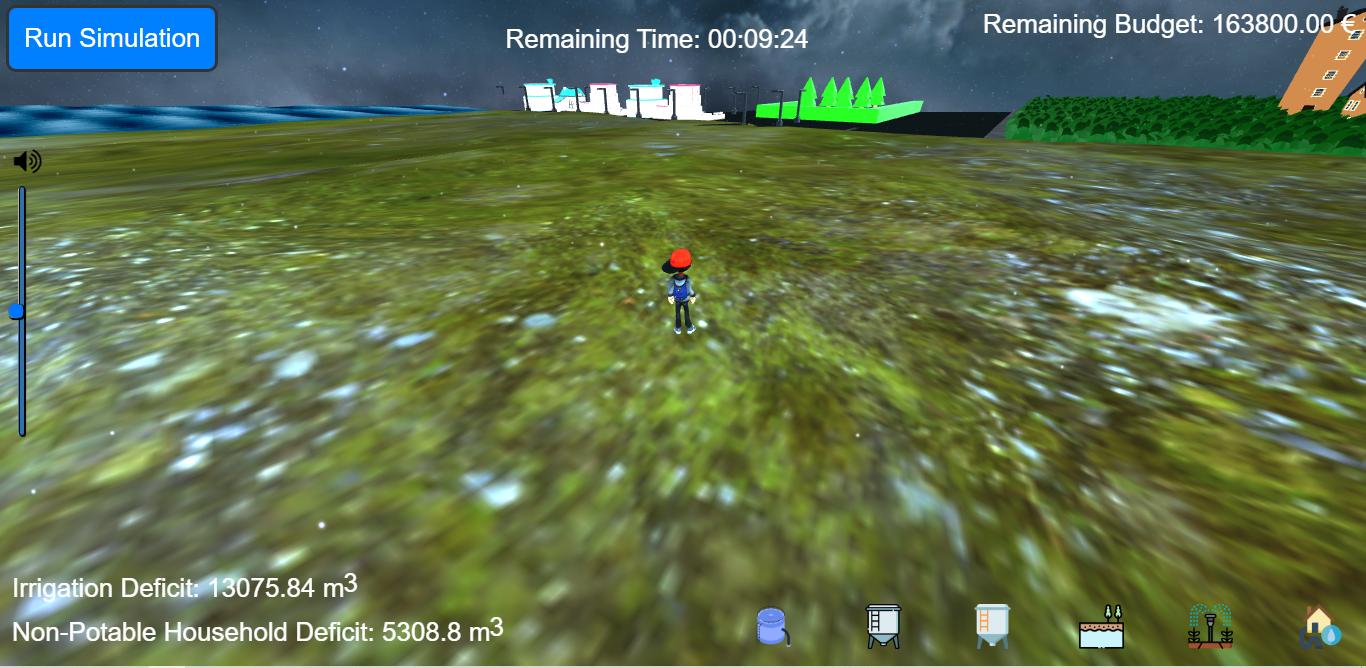 Run Simulation
Remaining Time: 00:09:24
Remaining Budget: 163800.00 €
Irrigation Deficit: 13075.84 m3
Non-Potable Household Deficit: 5308.8 m3